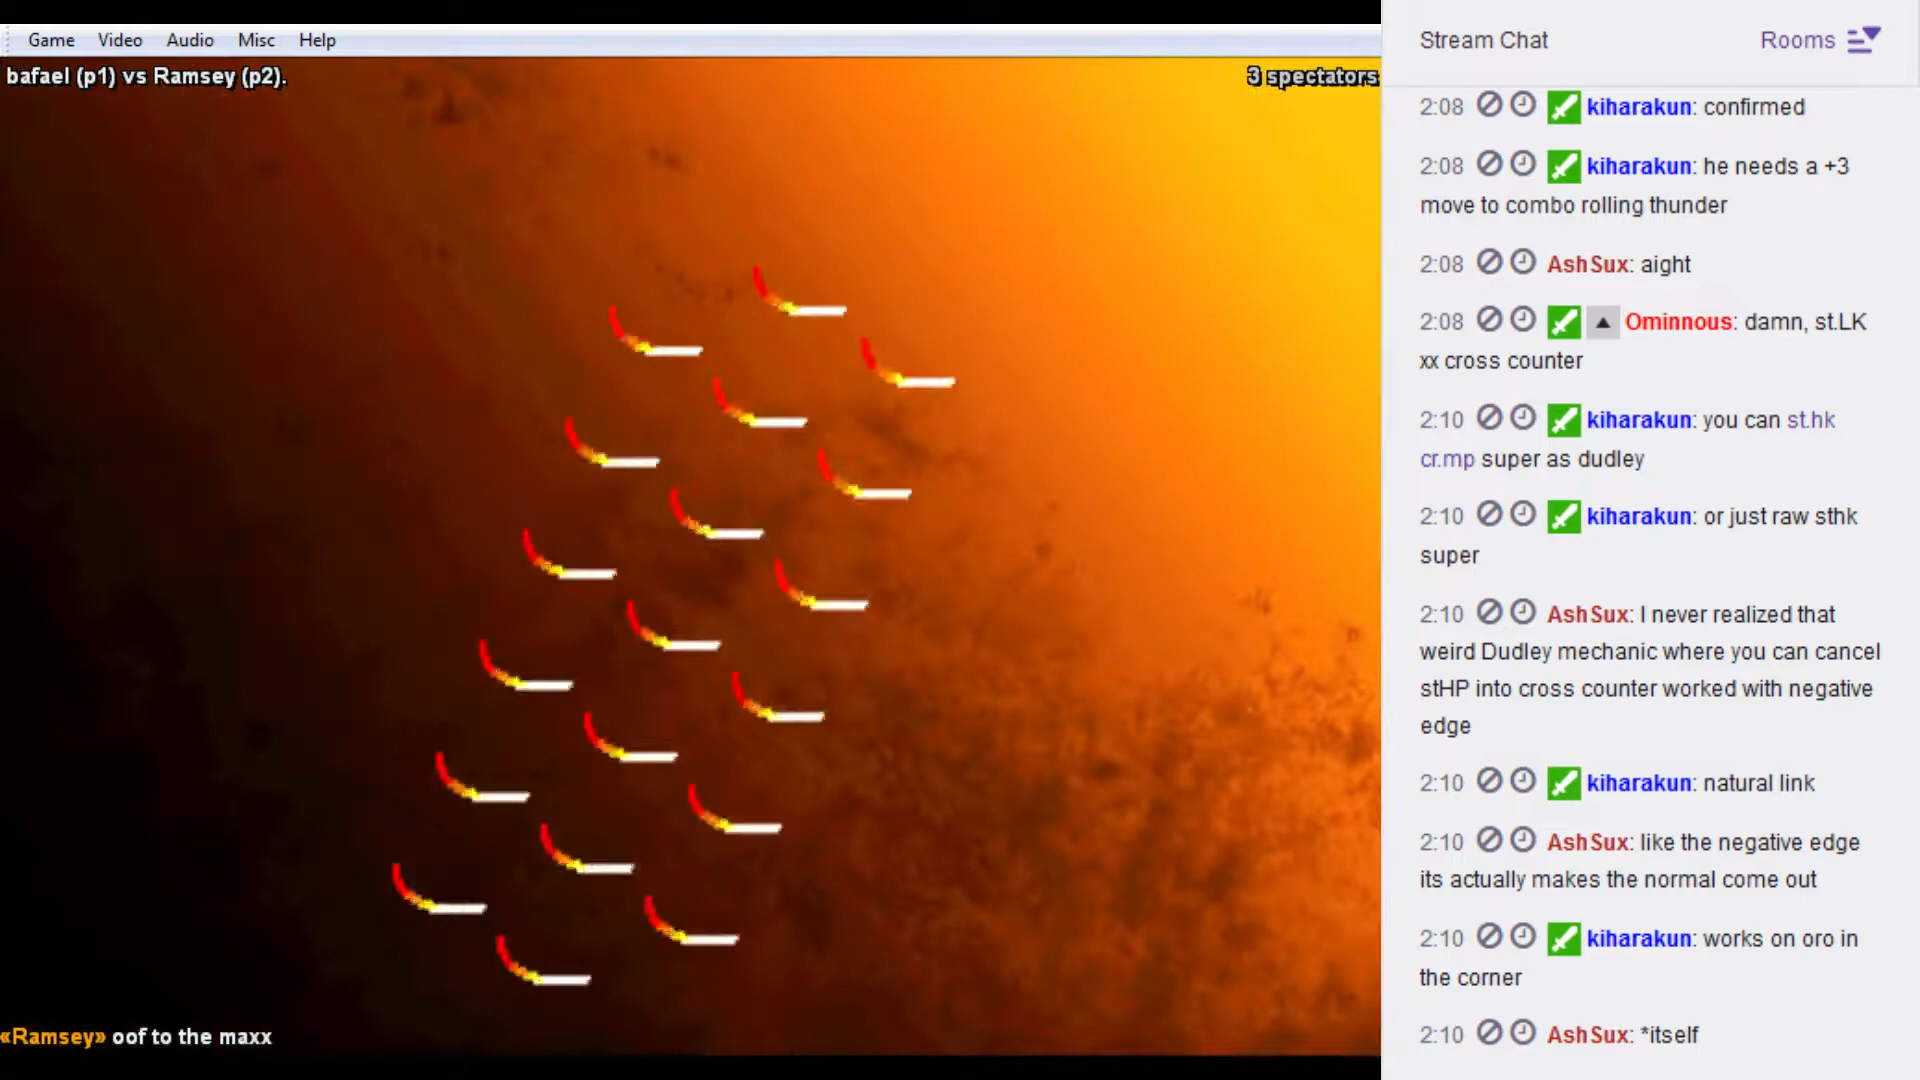 Game Video Audio Misc Help
bafael (p1) vs Ramsey (p2).
3 spectators
«Ramsey» oof to the maxx
Stream Chat
Rooms
2:08 kiharakun: confirmed
2:08 kiharakun: he needs a +3
move to combo rolling thunder
2:08 AshSux: aight
2:08 Ominnous: damn, st.LK
xx cross counter
2:10 kiharakun: you can st.hk
cr.mp super as dudley
2:10 kiharakun: or just raw sthk
super
2:10 AshSux: I never realized that
weird Dudley mechanic where you can cancel
stHP into cross counter worked with negative
edge
2:10 kiharakun: natural link
2:10 AshSux: like the negative edge
its actually makes the normal come out
2:10 kiharakun: works on oro in
the corner
2:10 AshSux: *itself